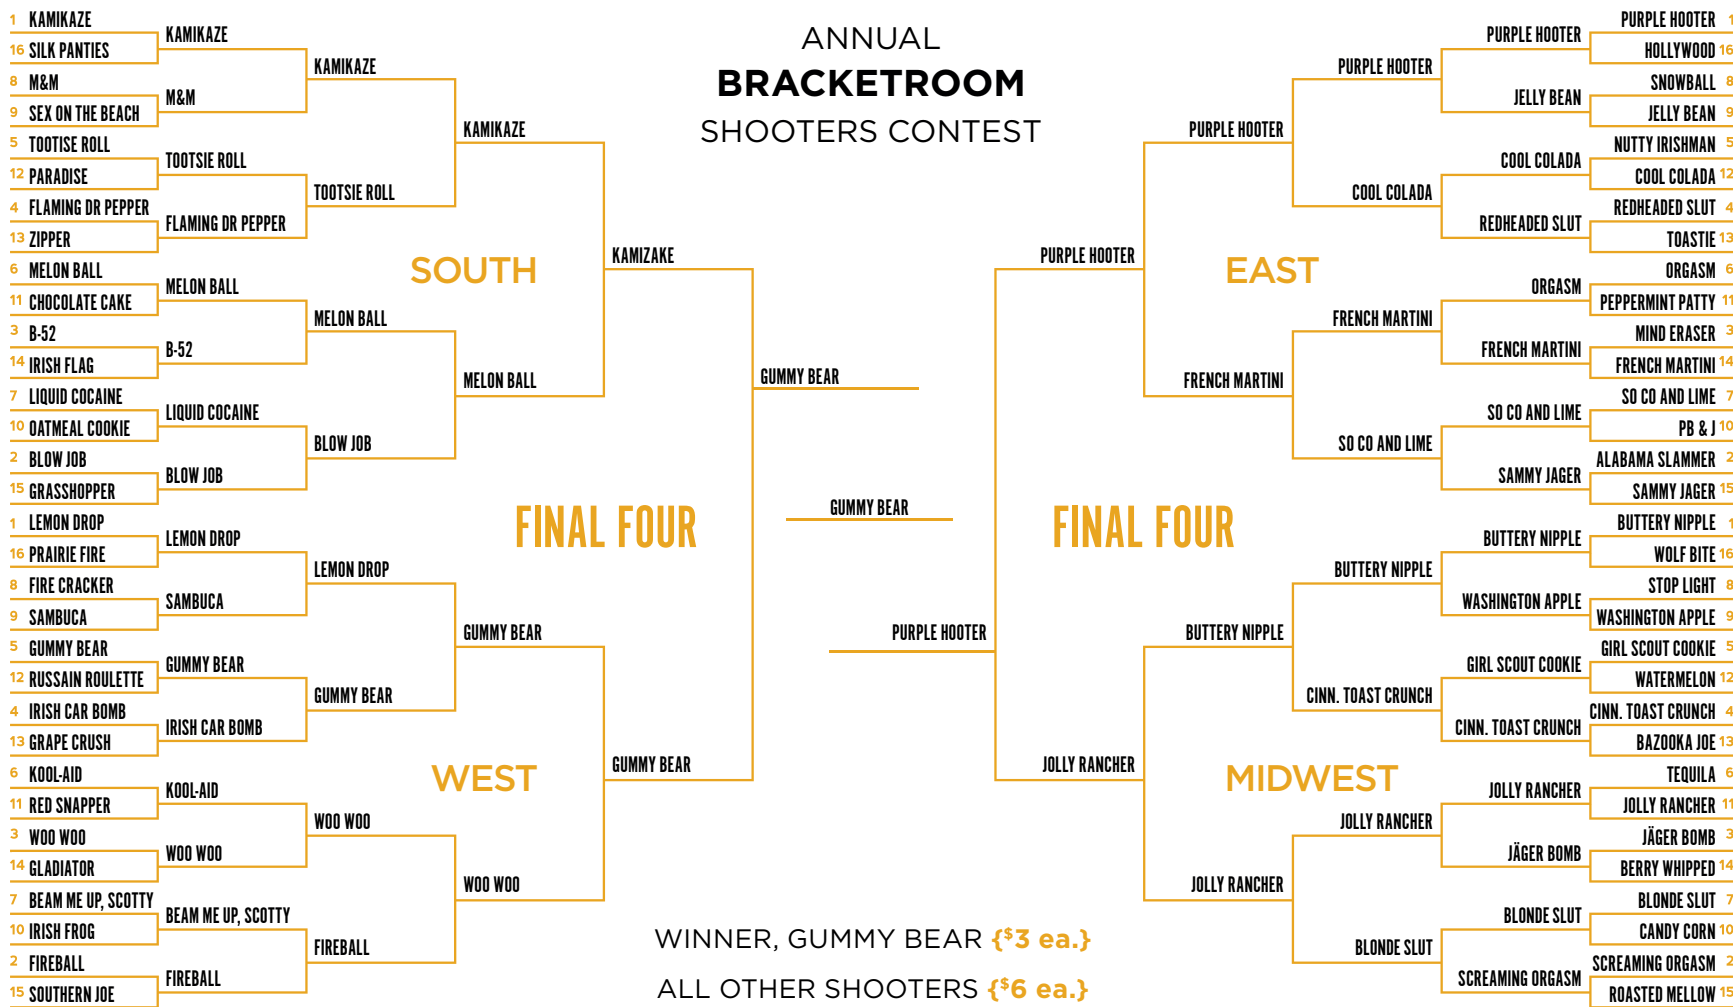 ANNUAL
BRACKETROOM
SHOOTERS CONTEST
1 KAMIKAZE
16 SILK PANTIES
8 M&M
9 SEX ON THE BEACH
5 TOOTISE ROLL
12 PARADISE
4 FLAMING DR PEPPER
13 ZIPPER
6 MELON BALL
11 CHOCOLATE CAKE
3 B-52
14 IRISH FLAG
7 LIQUID COCAINE
10 OATMEAL COOKIE
2 BLOW JOB
15 GRASSHOPPER
1 LEMON DROP
16 PRAIRIE FIRE
8 FIRE CRACKER
9 SAMBUCA
5 GUMMY BEAR
12 RUSSAIN ROULETTE
4 IRISH CAR BOMB
13 GRAPE CRUSH
6 KOOL-AID
11 RED SNAPPER
3 WOO WOO
14 GLADIATOR
7 BEAM ME UP, SCOTTY
10 IRISH FROG
2 FIREBALL
15 SOUTHERN JOE
KAMIKAZE
M&M
TOOTSIE ROLL
FLAMING DR PEPPER
MELON BALL
B-52
LIQUID COCAINE
BLOW JOB
LEMON DROP
SAMBUCA
GUMMY BEAR
IRISH CAR BOMB
KOOL-AID
WOO WOO
BEAM ME UP, SCOTTY
FIREBALL
KAMIKAZE
TOOTSIE ROLL
MELON BALL
BLOW JOB
LEMON DROP
GUMMY BEAR
WOO WOO
FIREBALL
KAMIKAZE
MELON BALL
GUMMY BEAR
WOO WOO
SOUTH
WEST
KAMIZAKE
GUMMY BEAR
FINAL FOUR
GUMMY BEAR
GUMMY BEAR
PURPLE HOOTER
FINAL FOUR
PURPLE HOOTER
JOLLY RANCHER
EAST
MIDWEST
PURPLE HOOTER
FRENCH MARTINI
BUTTERY NIPPLE
JOLLY RANCHER
PURPLE HOOTER
COOL COLADA
FRENCH MARTINI
SO CO AND LIME
BUTTERY NIPPLE
CINN. TOAST CRUNCH
JOLLY RANCHER
BLONDE SLUT
PURPLE HOOTER
JELLY BEAN
COOL COLADA
REDHEADED SLUT
ORGASM
FRENCH MARTINI
SO CO AND LIME
SAMMY JAGER
BUTTERY NIPPLE
WASHINGTON APPLE
GIRL SCOUT COOKIE
CINN. TOAST CRUNCH
JOLLY RANCHER
JÄGER BOMB
BLONDE SLUT
SCREAMING ORGASM
PURPLE HOOTER 1
HOLLYWOOD 16
SNOWBALL 8
JELLY BEAN 9
NUTTY IRISHMAN 5
COOL COLADA 12
REDHEADED SLUT 4
TOASTIE 13
ORGASM 6
PEPPERMINT PATTY 11
MIND ERASER 3
FRENCH MARTINI 14
SO CO AND LIME 7
PB & J 10
ALABAMA SLAMMER 2
SAMMY JAGER 15
BUTTERY NIPPLE 1
WOLF BITE 16
STOP LIGHT 8
WASHINGTON APPLE 9
GIRL SCOUT COOKIE 5
WATERMELON 12
CINN. TOAST CRUNCH 4
BAZOOKA JOE 13
TEQUILA 6
JOLLY RANCHER 11
JÄGER BOMB 3
BERRY WHIPPED 14
BLONDE SLUT 7
CANDY CORN 10
SCREAMING ORGASM 2
ROASTED MELLOW 15
WINNER, GUMMY BEAR {$3 ea.}
ALL OTHER SHOOTERS {$6 ea.}